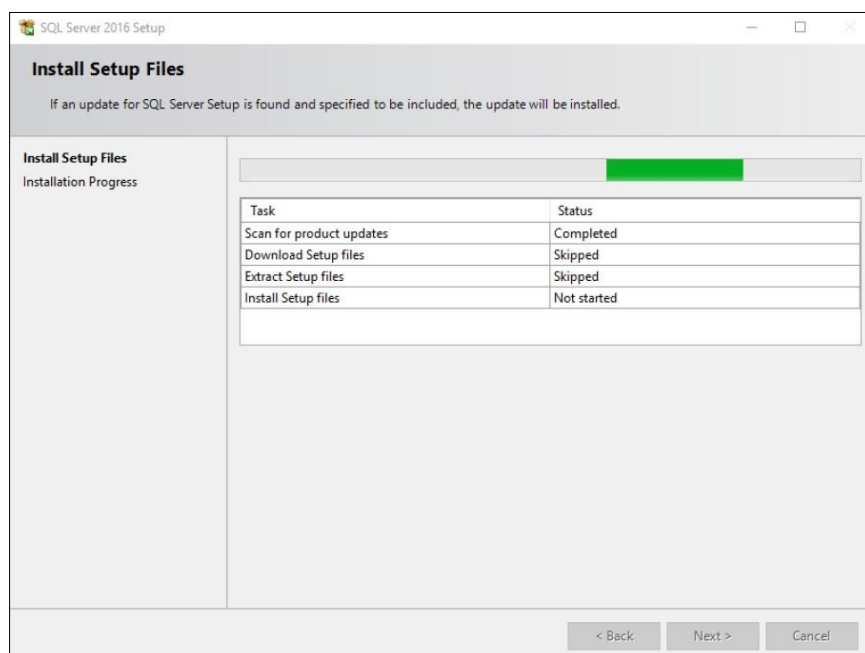 SQL Server 2016 Setup
Install Setup Files
If an update for SQL Server Setup is found and specified to be included, the update will be installed.
Install Setup Files
Installation Progress
Task Status
Scan for product updates Completed
Download Setup files Skipped
Extract Setup files Skipped
Install Setup files Not started
< Back Next > Cancel